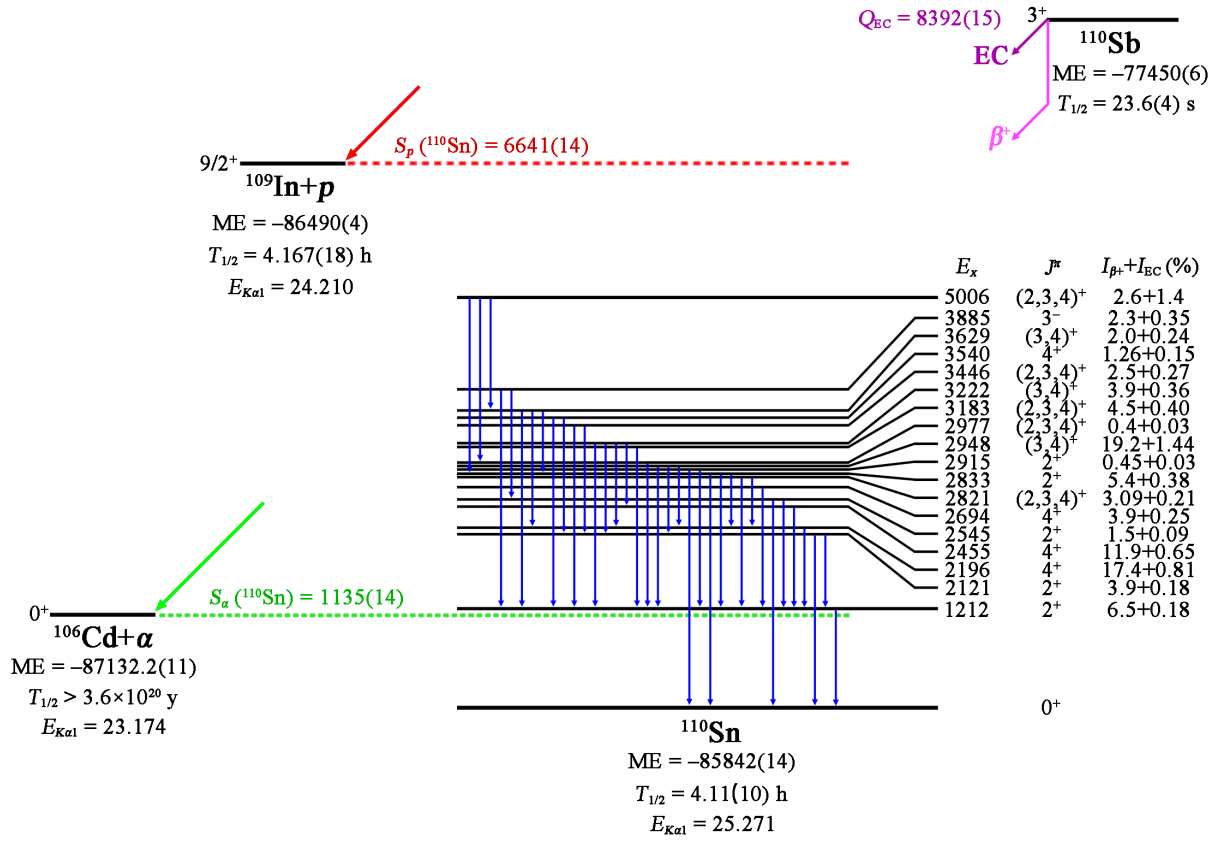 Q_EC = 8392(15)
3⁺
EC
¹¹⁰Sb
ME = –77450(6)
T₁/₂ = 23.6(4) s
β⁺
Sₚ (¹¹⁰Sn) = 6641(14)
9/2⁺
¹⁰⁹In+p
ME = –86490(4)
T₁/₂ = 4.167(18) h
E_Kα1 = 24.210
Eₓ Jπ I_β⁺+I_EC (%)
5006 (2,3,4)⁺ 2.6+1.4
3885 3⁻ 2.3+0.35
3629 (3,4)⁺ 2.0+0.24
3540 4⁺ 1.26+0.15
3446 (2,3,4)⁺ 2.5+0.27
3222 (3,4)⁺ 3.9+0.36
3183 (2,3,4)⁺ 4.5+0.40
2977 (2,3,4)⁺ 0.4+0.03
2948 (3,4)⁺ 19.2+1.44
2915 2⁺ 0.45+0.03
2833 2⁺ 5.4+0.38
2821 (2,3,4)⁺ 3.09+0.21
2694 4⁺ 3.9+0.25
2545 2⁺ 1.5+0.09
2455 4⁺ 11.9+0.65
2196 4⁺ 17.4+0.81
2121 2⁺ 3.9+0.18
1212 2⁺ 6.5+0.18
Sα (¹¹⁰Sn) = 1135(14)
0⁺
¹⁰⁶Cd+α
ME = –87132.2(11)
T₁/₂ > 3.6×10²⁰ y
E_Kα1 = 23.174
0⁺
¹¹⁰Sn
ME = –85842(14)
T₁/₂ = 4.11(10) h
E_Kα1 = 25.271